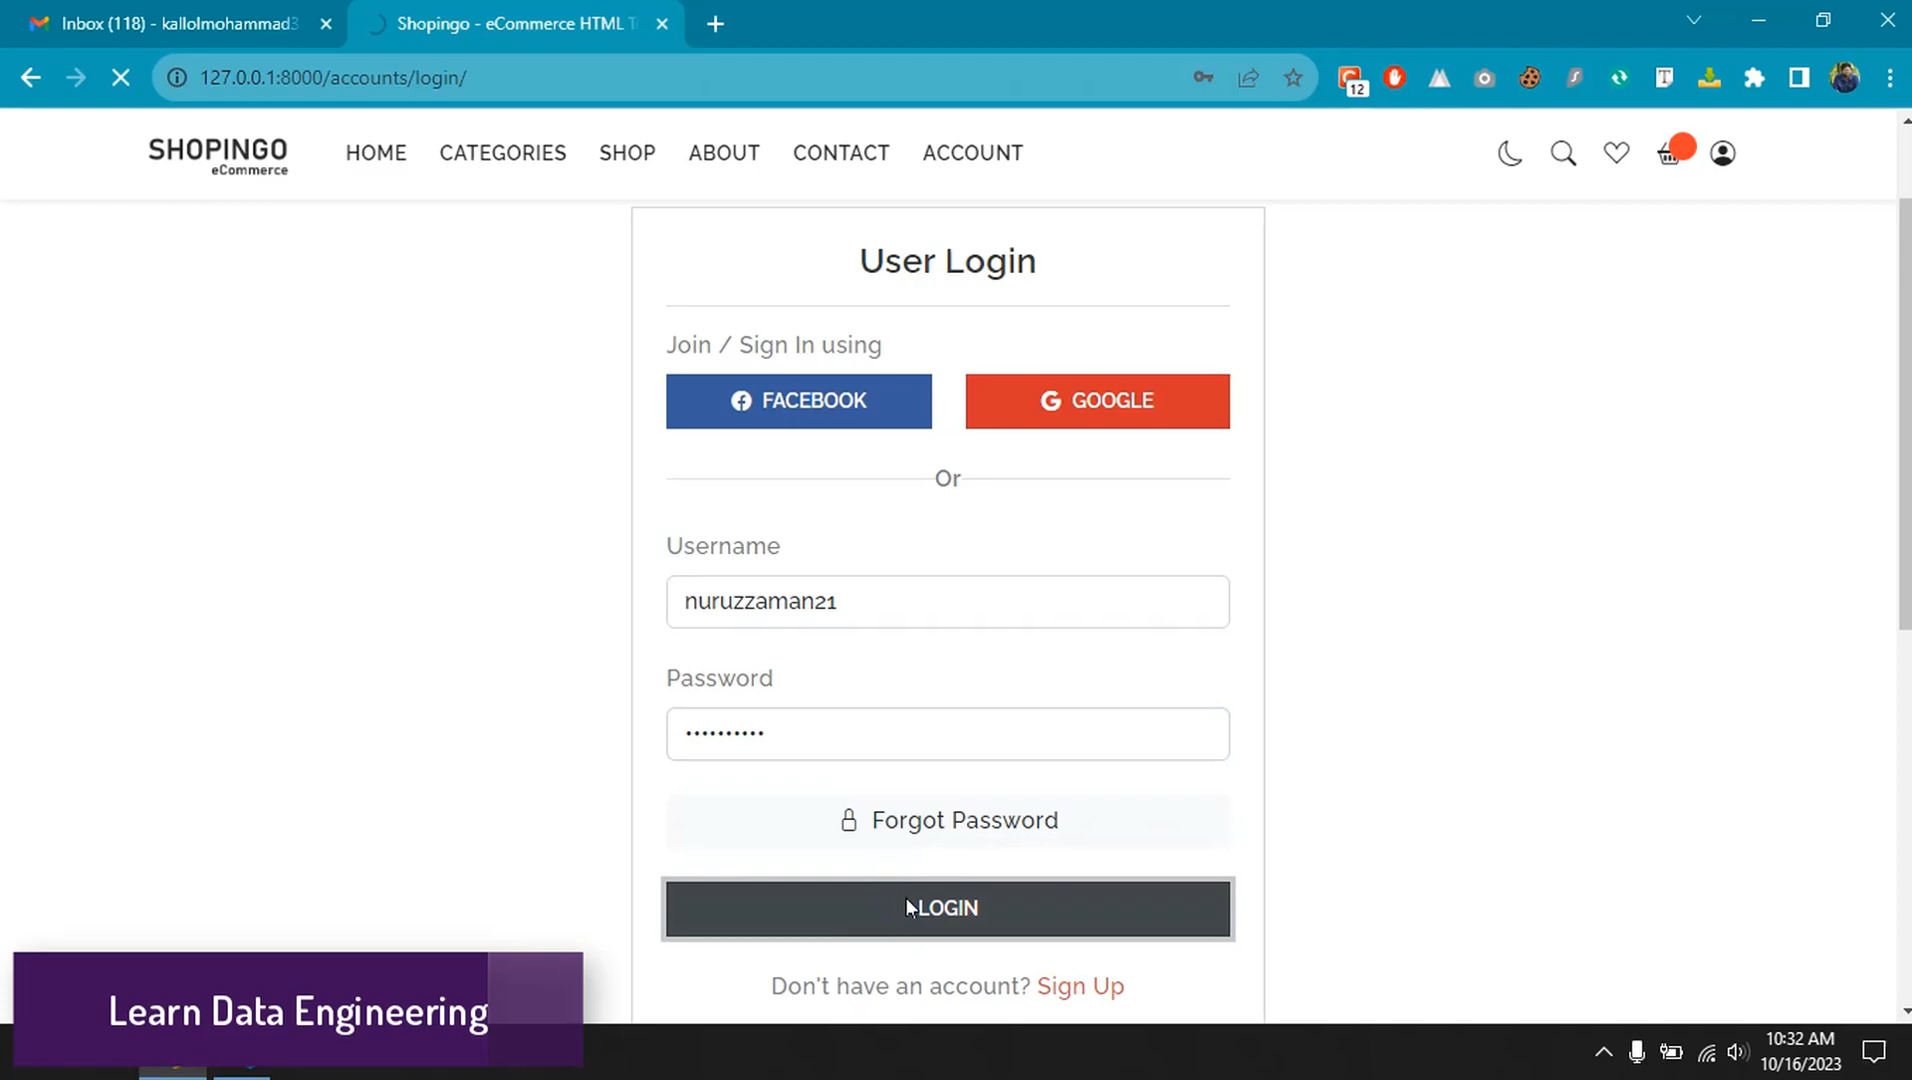 Inbox (118) - kallolmohammad3
Shopingo - eCommerce HTML T
127.0.0.1:8000/accounts/login/
12
SHOPINGO
eCommerce
HOME
CATEGORIES
SHOP
ABOUT
CONTACT
ACCOUNT
User Login
Join / Sign In using
FACEBOOK
GOOGLE
Or
Username
nuruzzaman21
Password
Forgot Password
LOGIN
Don't have an account? Sign Up
Learn Data Engineering
10:32 AM
10/16/2023